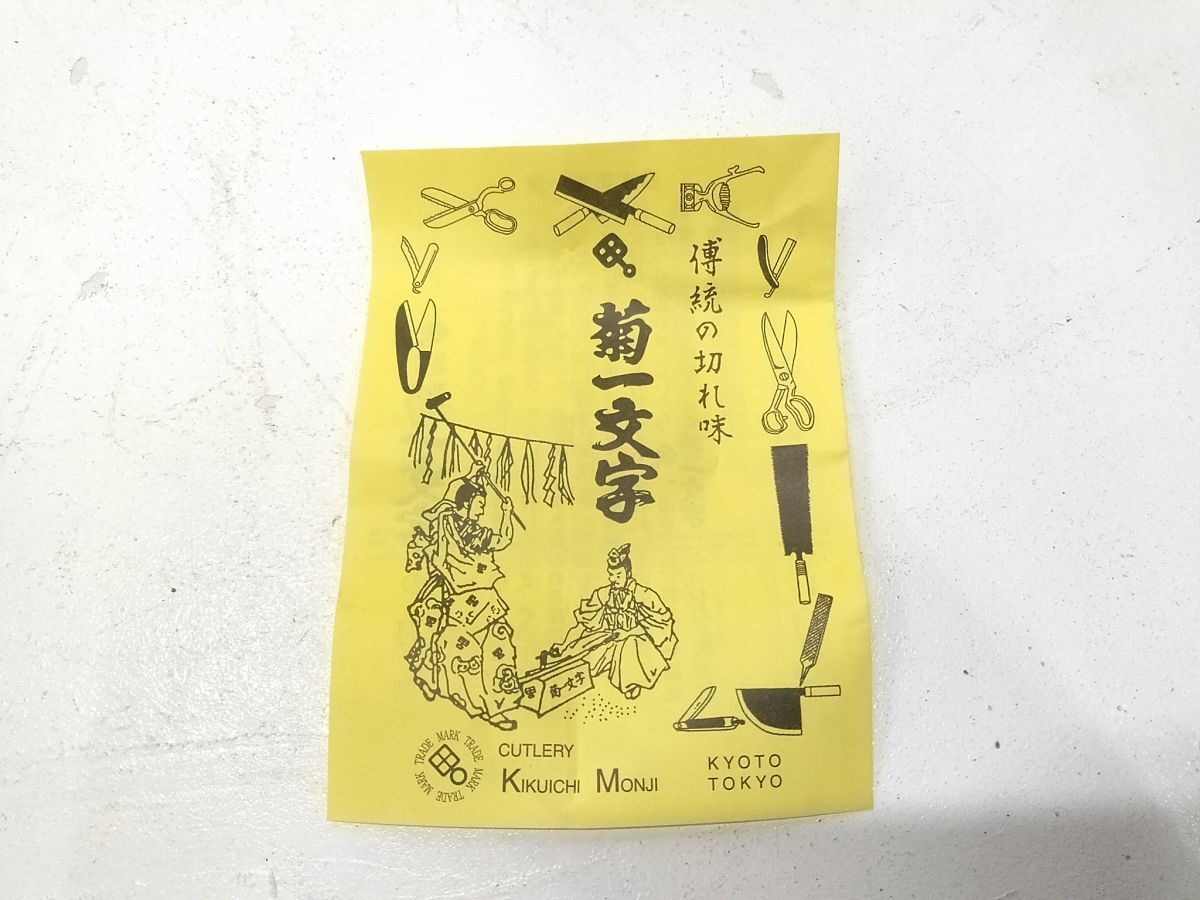 傳統の切れ味
菊一文字
菊一文字
TRADE MARK TRADE MARK TRADE MARK
CUTLERY
KIKUICHI MONJI
KYOTO
TOKYO